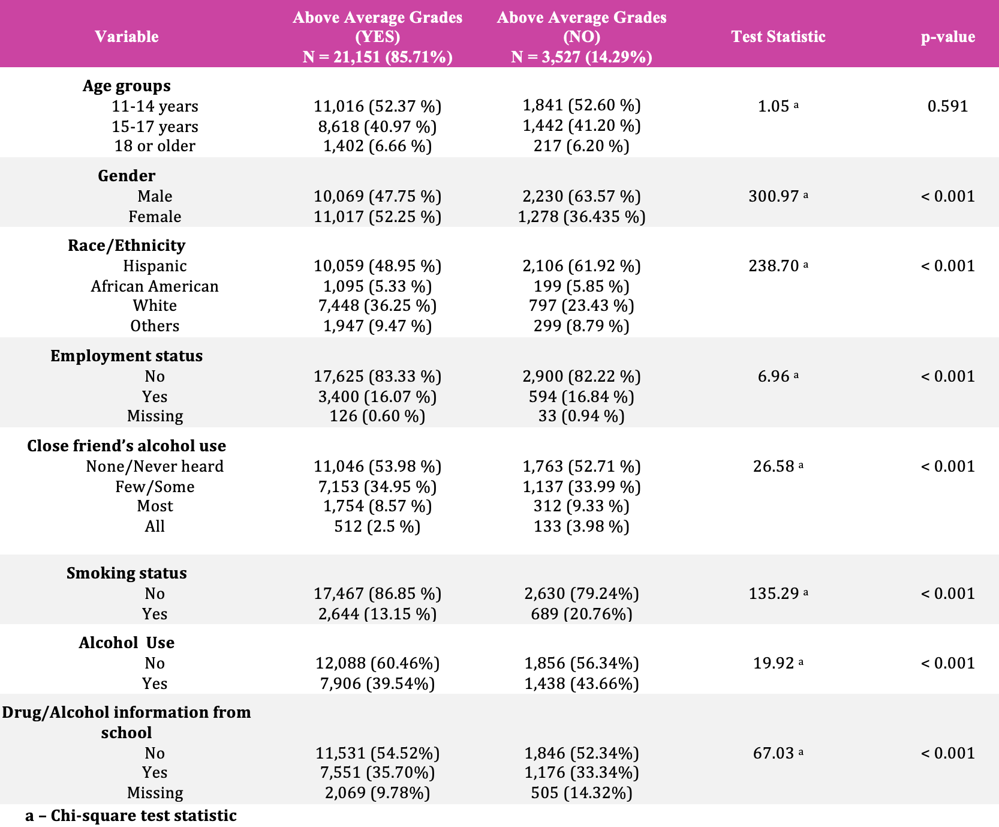 Variable Above Average Grades (YES) N = 21,151 (85.71%) Above Average Grades (NO) N = 3,527 (14.29%) Test Statistic p-value
Age groups
11-14 years 11,016 (52.37 %) 1,841 (52.60 %) 1.05 a 0.591
15-17 years 8,618 (40.97 %) 1,442 (41.20 %)
18 or older 1,402 (6.66 %) 217 (6.20 %)
Gender
Male 10,069 (47.75 %) 2,230 (63.57 %) 300.97 a < 0.001
Female 11,017 (52.25 %) 1,278 (36.435 %)
Race/Ethnicity
Hispanic 10,059 (48.95 %) 2,106 (61.92 %) 238.70 a < 0.001
African American 1,095 (5.33 %) 199 (5.85 %)
White 7,448 (36.25 %) 797 (23.43 %)
Others 1,947 (9.47 %) 299 (8.79 %)
Employment status
No 17,625 (83.33 %) 2,900 (82.22 %) 6.96 a < 0.001
Yes 3,400 (16.07 %) 594 (16.84 %)
Missing 126 (0.60 %) 33 (0.94 %)
Close friend’s alcohol use
None/Never heard 11,046 (53.98 %) 1,763 (52.71 %) 26.58 a < 0.001
Few/Some 7,153 (34.95 %) 1,137 (33.99 %)
Most 1,754 (8.57 %) 312 (9.33 %)
All 512 (2.5 %) 133 (3.98 %)
Smoking status
No 17,467 (86.85 %) 2,630 (79.24%) 135.29 a < 0.001
Yes 2,644 (13.15 %) 689 (20.76%)
Alcohol Use
No 12,088 (60.46%) 1,856 (56.34%) 19.92 a < 0.001
Yes 7,906 (39.54%) 1,438 (43.66%)
Drug/Alcohol information from
school
No 11,531 (54.52%) 1,846 (52.34%) 67.03 a < 0.001
Yes 7,551 (35.70%) 1,176 (33.34%)
Missing 2,069 (9.78%) 505 (14.32%)
a – Chi-square test statistic